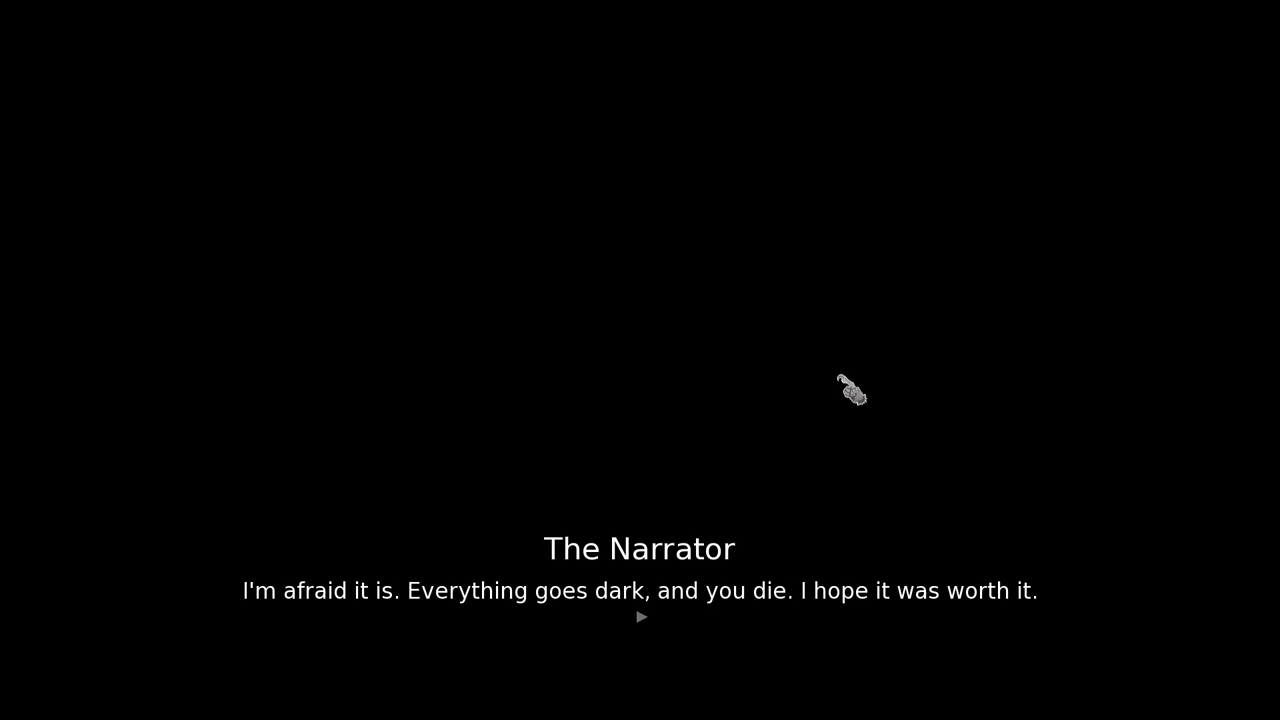 The Narrator
I'm afraid it is. Everything goes dark, and you die. I hope it was worth it.